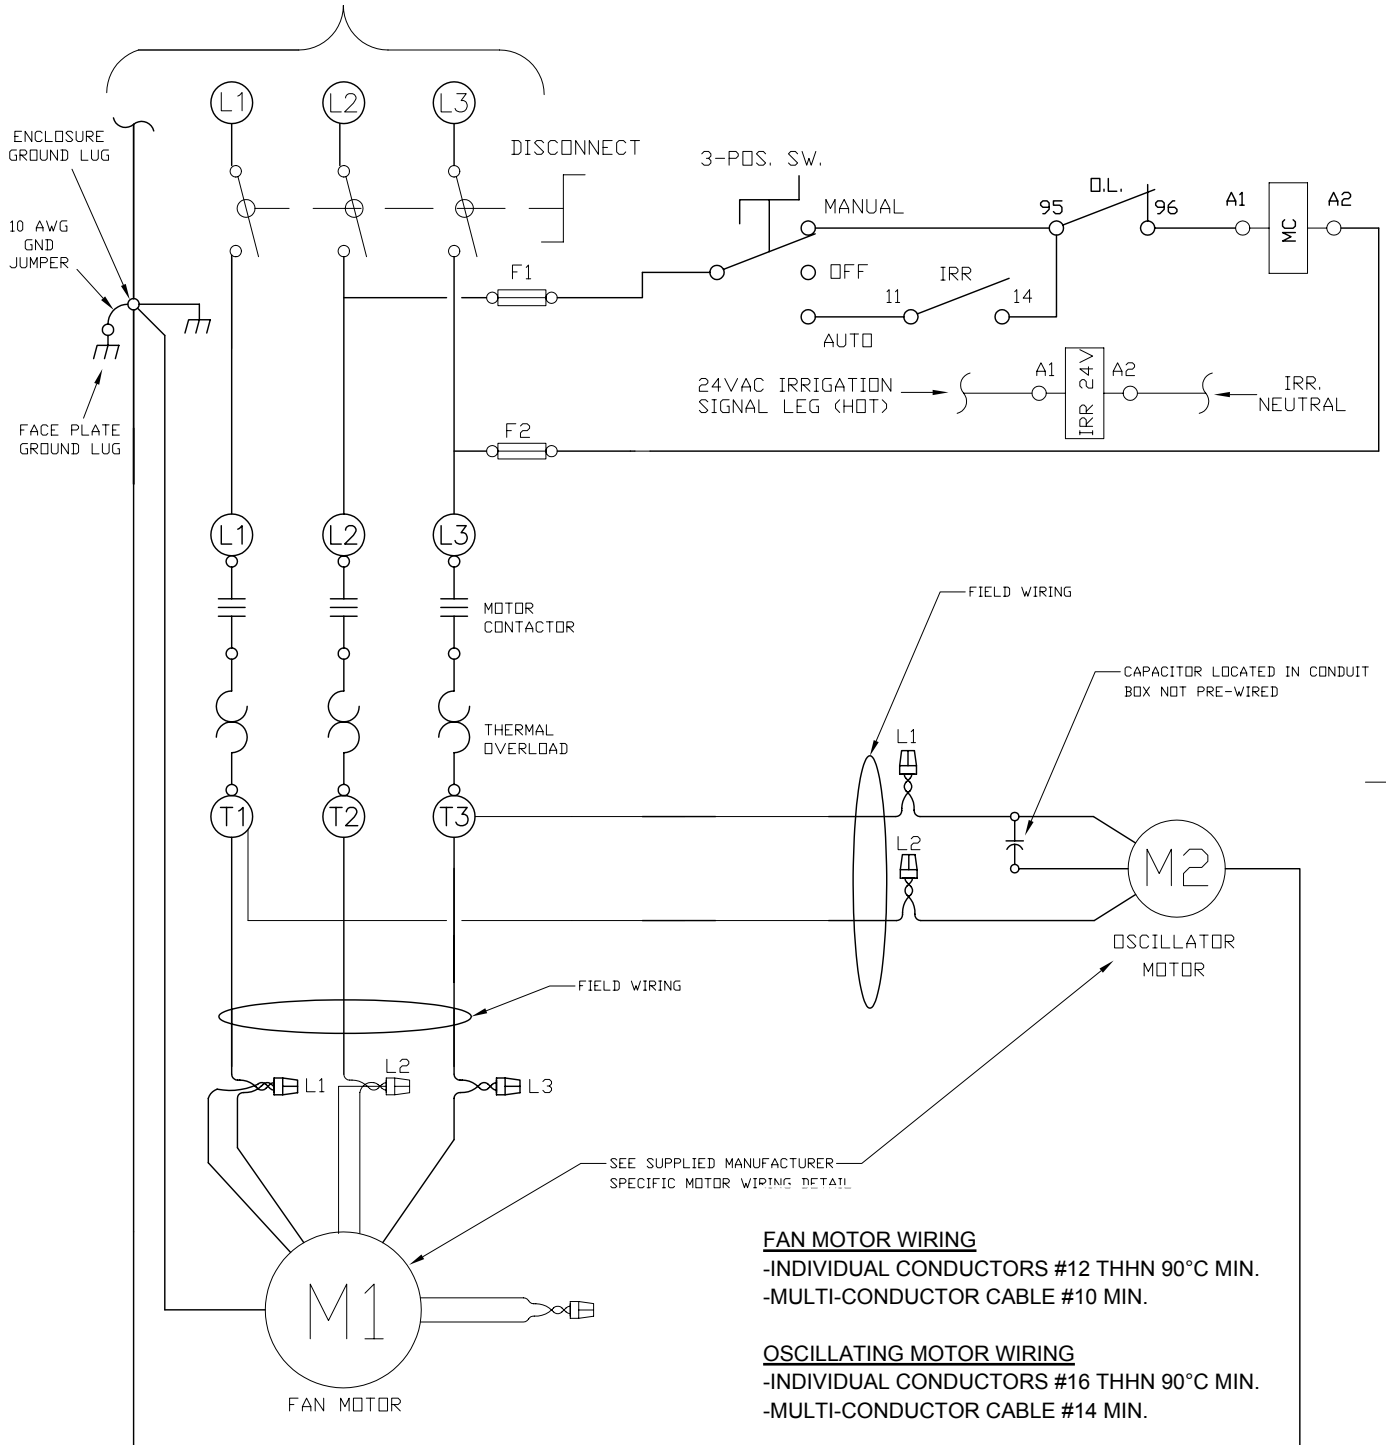 L1
L2
L3
ENCLOSURE
GROUND LUG
DISCONNECT
3-POS. SW.
MANUAL
OFF
AUTO
10 AWG
GND
JUMPER
FACE PLATE
GROUND LUG
F1
IRR
11
14
95
O.L.
96
A1
MC
A2
24VAC IRRIGATION
SIGNAL LEG (HOT)
A1
IRR 24V
A2
IRR.
NEUTRAL
F2
L1
L2
L3
MOTOR
CONTACTOR
FIELD WIRING
CAPACITOR LOCATED IN CONDUIT
BOX NOT PRE-WIRED
THERMAL
OVERLOAD
T1
T2
T3
L1
L2
M2
OSCILLATOR
MOTOR
FIELD WIRING
L1
L2
L3
SEE SUPPLIED MANUFACTURER
SPECIFIC MOTOR WIRING DETAIL
M1
FAN MOTOR
FAN MOTOR WIRING
-INDIVIDUAL CONDUCTORS #12 THHN 90°C MIN.
-MULTI-CONDUCTOR CABLE #10 MIN.
OSCILLATING MOTOR WIRING
-INDIVIDUAL CONDUCTORS #16 THHN 90°C MIN.
-MULTI-CONDUCTOR CABLE #14 MIN.